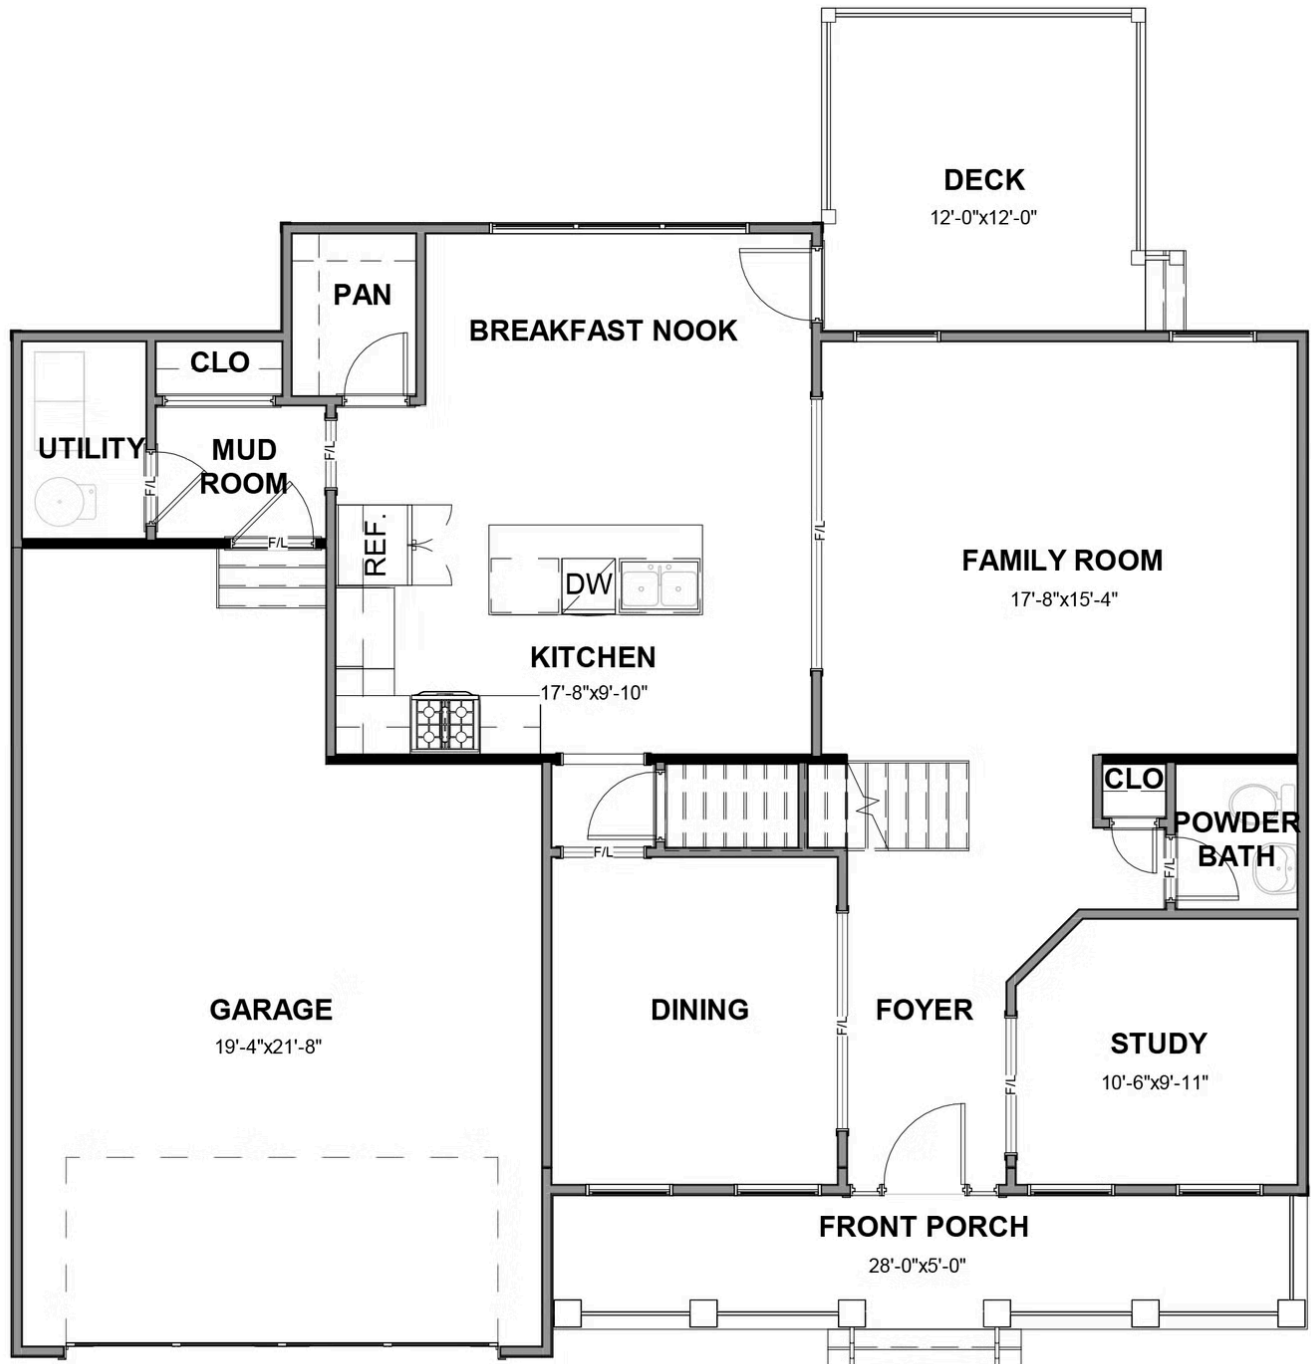 DECK
12'-0"x12'-0"
PAN
BREAKFAST NOOK
CLO
UTILITY
MUD
ROOM
F/L
F/L
F/L
REF.
DW
F/L
FAMILY ROOM
17'-8"x15'-4"
KITCHEN
17'-8"x9'-10"
CLO
POWDER
BATH
F/L
F/L
GARAGE
19'-4"x21'-8"
DINING
F/L
FOYER
F/L
STUDY
10'-6"x9'-11"
FRONT PORCH
28'-0"x5'-0"